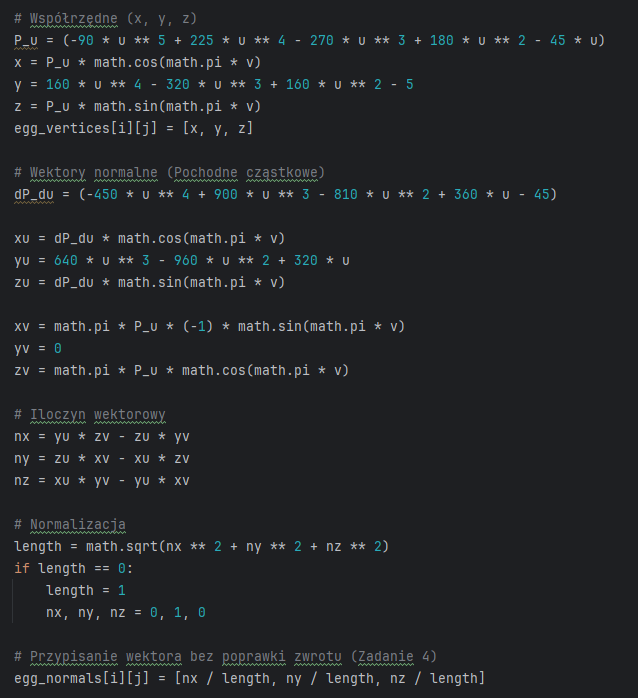 # Współrzędne (x, y, z)
P_u = (-90 * u ** 5 + 225 * u ** 4 - 270 * u ** 3 + 180 * u ** 2 - 45 * u)
x = P_u * math.cos(math.pi * v)
y = 160 * u ** 4 - 320 * u ** 3 + 160 * u ** 2 - 5
z = P_u * math.sin(math.pi * v)
egg_vertices[i][j] = [x, y, z]
# Wektory normalne (Pochodne cząstkowe)
dP_du = (-450 * u ** 4 + 900 * u ** 3 - 810 * u ** 2 + 360 * u - 45)
xu = dP_du * math.cos(math.pi * v)
yu = 640 * u ** 3 - 960 * u ** 2 + 320 * u
zu = dP_du * math.sin(math.pi * v)
xv = math.pi * P_u * (-1) * math.sin(math.pi * v)
yv = 0
zv = math.pi * P_u * math.cos(math.pi * v)
# Iloczyn wektorowy
nx = yu * zv - zu * yv
ny = zu * xv - xu * zv
nz = xu * yv - yu * xv
# Normalizacja
length = math.sqrt(nx ** 2 + ny ** 2 + nz ** 2)
if length == 0:
    length = 1
    nx, ny, nz = 0, 1, 0
# Przypisanie wektora bez poprawki zwrotu (Zadanie 4)
egg_normals[i][j] = [nx / length, ny / length, nz / length]